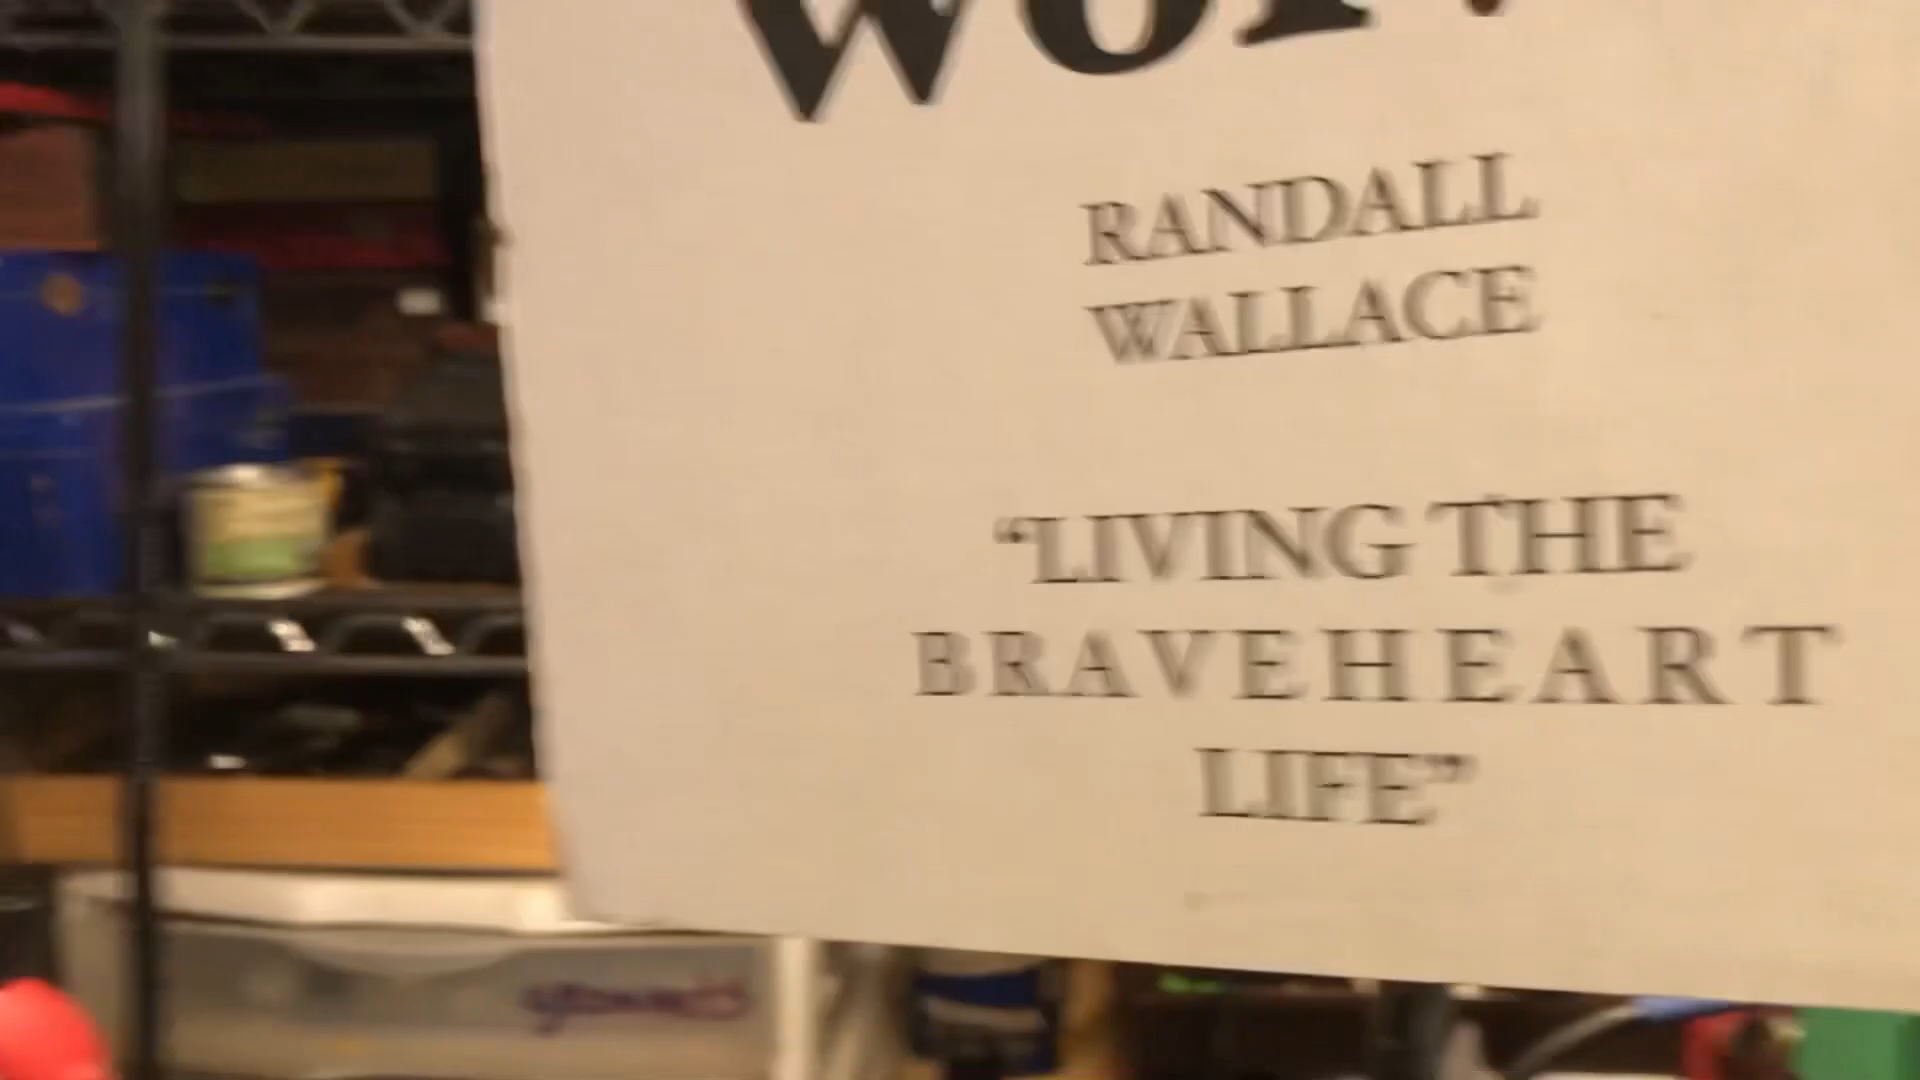 RANDALL
WALLACE
“LIVING THE
BRAVEHEART
LIFE”